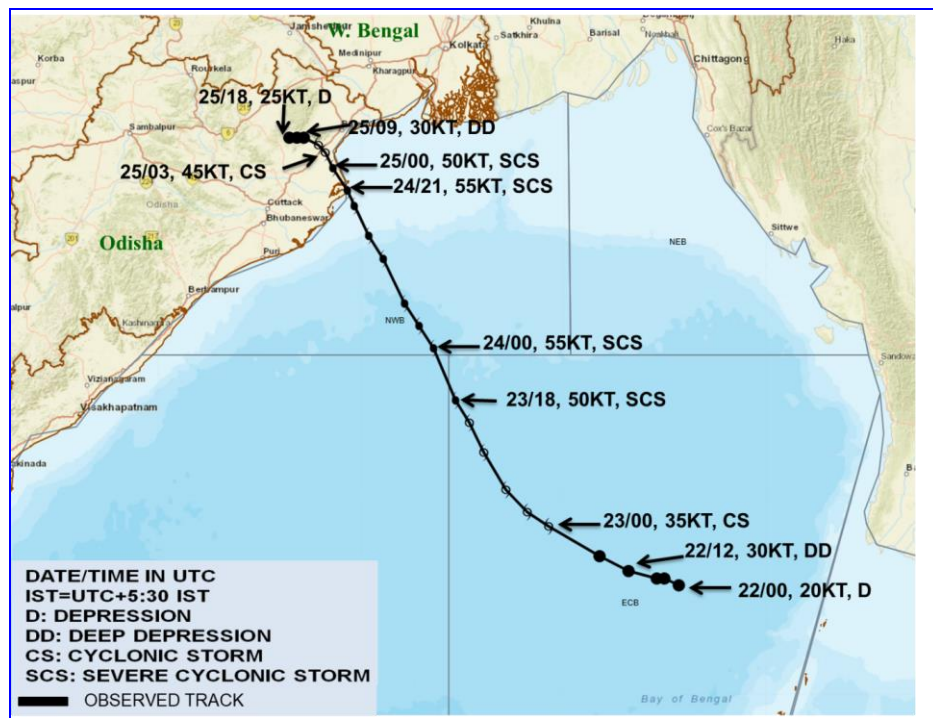 Jamshedpur
W. Bengal
Khulna
Satkhira
Barisal
Noakhali
Korba
Medinipur
Kolkata
Haka
Chittagong
Rourkela
Kharagpur
25/18, 25KT, D
Sambalpur
25/09, 30KT, DD
Cox's Bazar
25/03, 45KT, CS
25/00, 50KT, SCS
24/21, 55KT, SCS
Odisha
Cuttack
Bhubaneswar
Odisha
Puri
NEB
Sittwe
Berhampur
Kashinagara
NWB
24/00, 55KT, SCS
Sandowa
Vizianagaram
Visakhapatnam
23/18, 50KT, SCS
kinada
23/00, 35KT, CS
22/12, 30KT, DD
22/00, 20KT, D
ECB
DATE/TIME IN UTC
IST=UTC+5:30 IST
D: DEPRESSION
DD: DEEP DEPRESSION
CS: CYCLONIC STORM
SCS: SEVERE CYCLONIC STORM
OBSERVED TRACK
Bay of Bengal